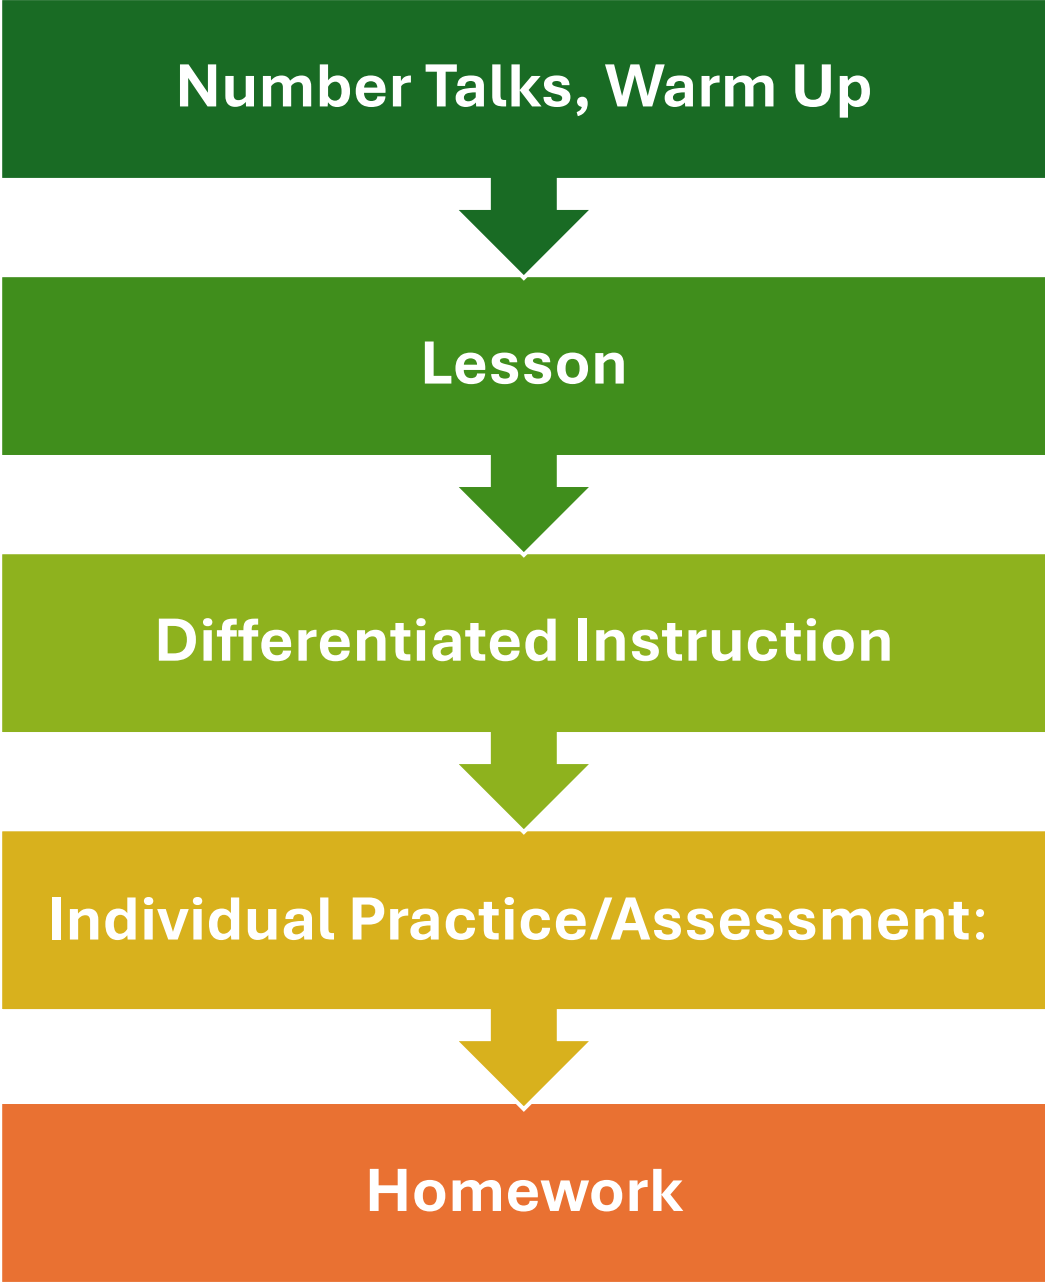 Number Talks, Warm Up
Lesson
Differentiated Instruction
Individual Practice/Assessment:
Homework